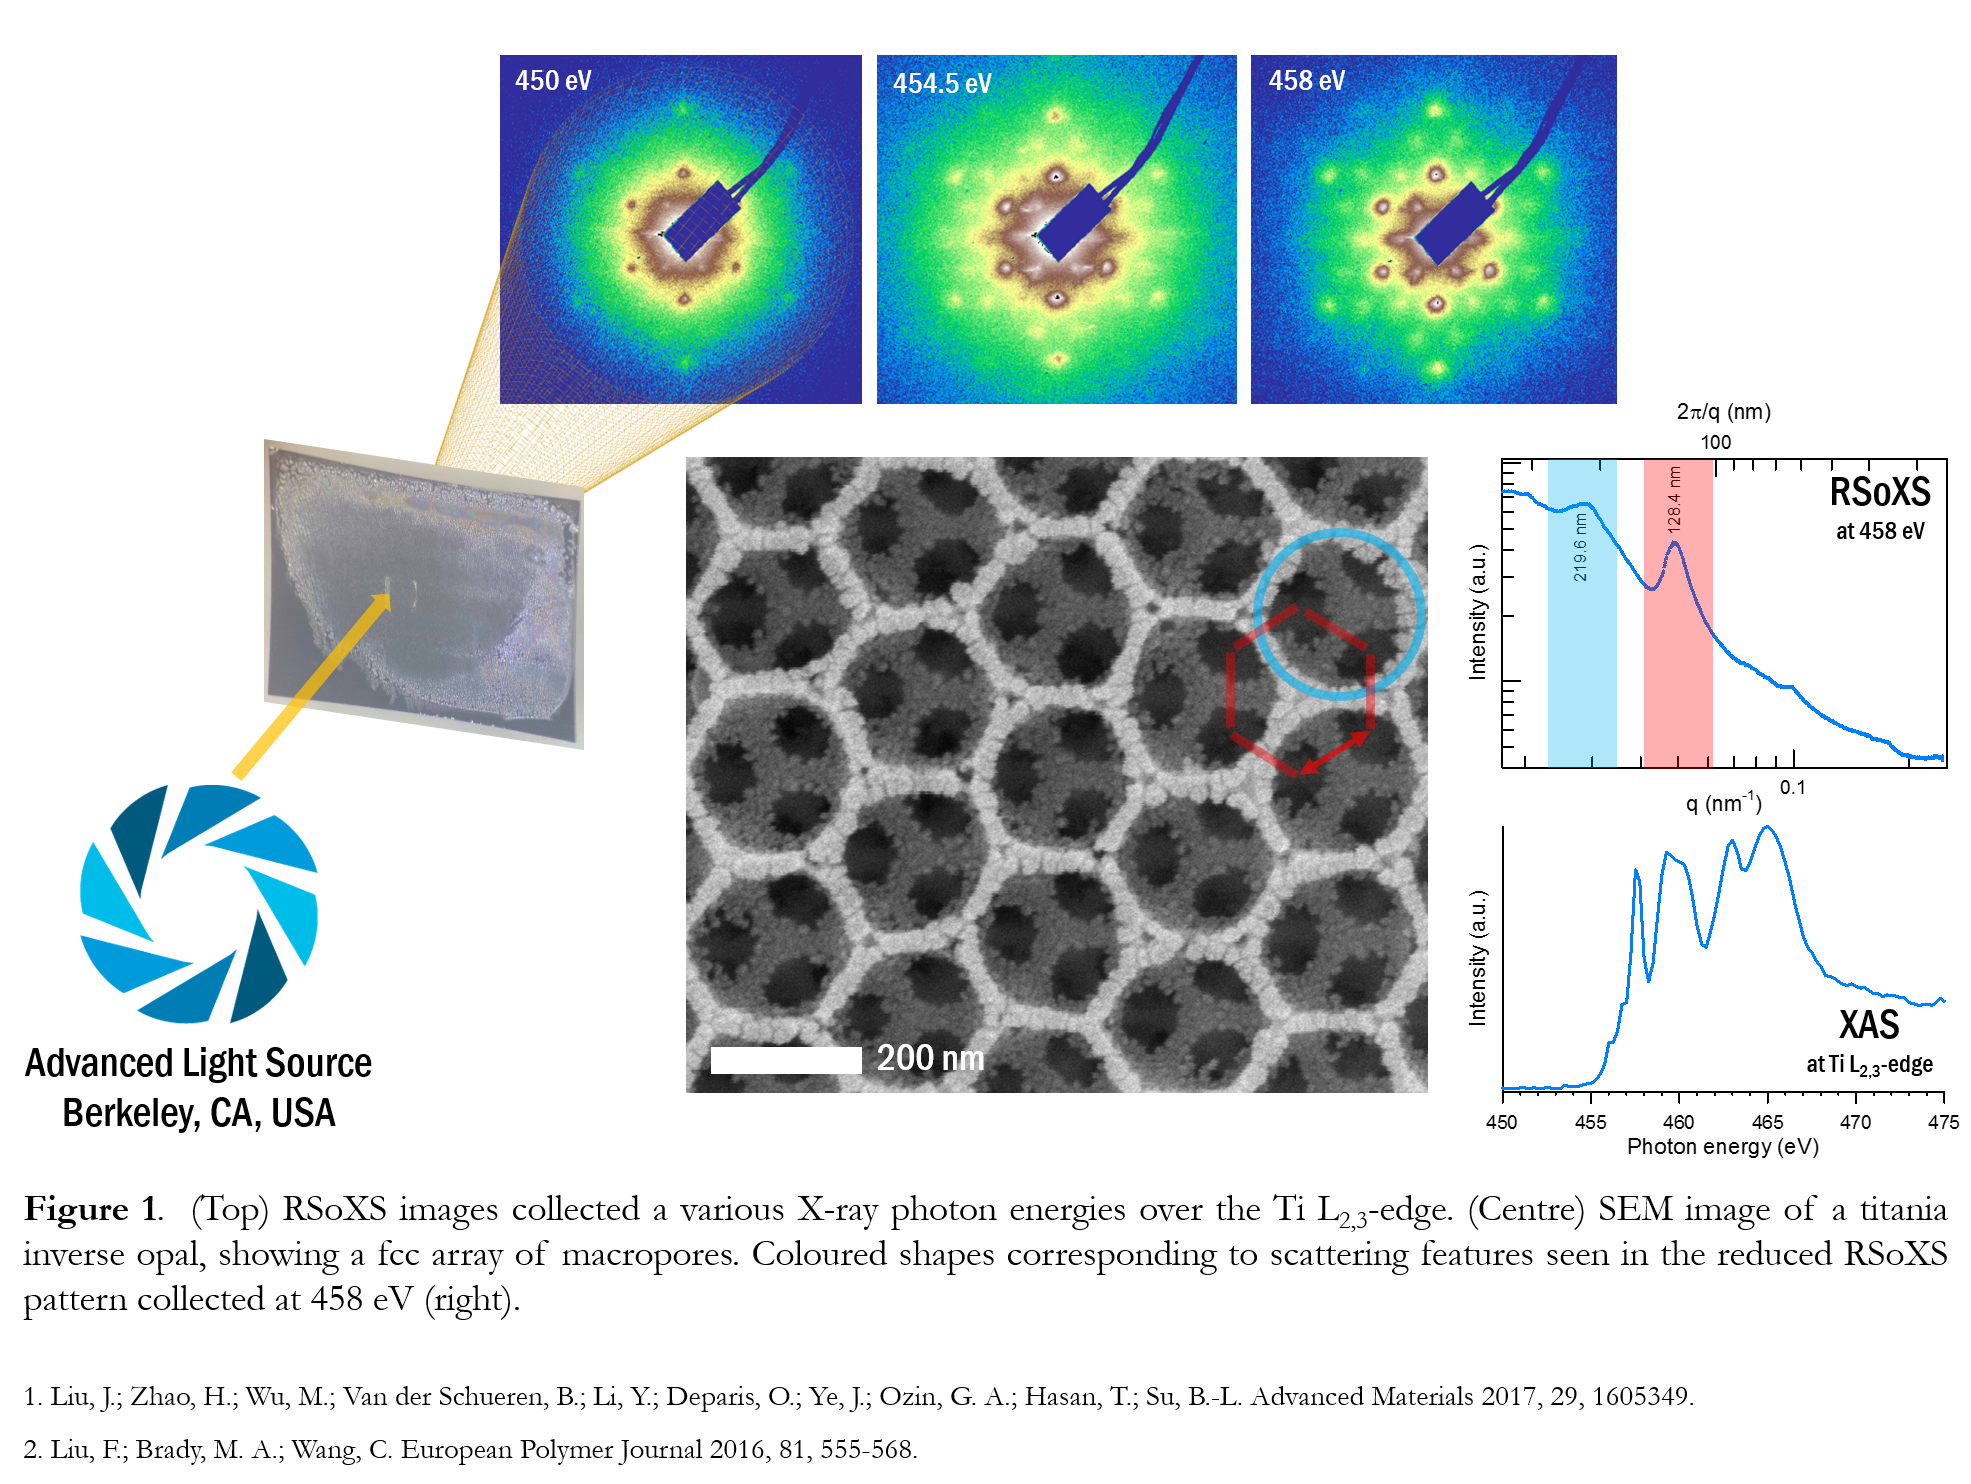 450 eV
454.5 eV
458 eV
2π/q (nm)
100
RSoXS
at 458 eV
219.6 nm
128.4 nm
Intensity (a.u.)
0.1
q (nm-1)
200 nm
Intensity (a.u.)
XAS
at Ti L2,3-edge
450 455 460 465 470 475
Photon energy (eV)
Advanced Light Source
Berkeley, CA, USA
Figure 1. (Top) RSoXS images collected a various X-ray photon energies over the Ti L2,3-edge. (Centre) SEM image of a titania
inverse opal, showing a fcc array of macropores. Coloured shapes corresponding to scattering features seen in the reduced RSoXS
pattern collected at 458 eV (right).
1. Liu, J.; Zhao, H.; Wu, M.; Van der Schueren, B.; Li, Y.; Deparis, O.; Ye, J.; Ozin, G. A.; Hasan, T.; Su, B.-L. Advanced Materials 2017, 29, 1605349.
2. Liu, F.; Brady, M. A.; Wang, C. European Polymer Journal 2016, 81, 555-568.